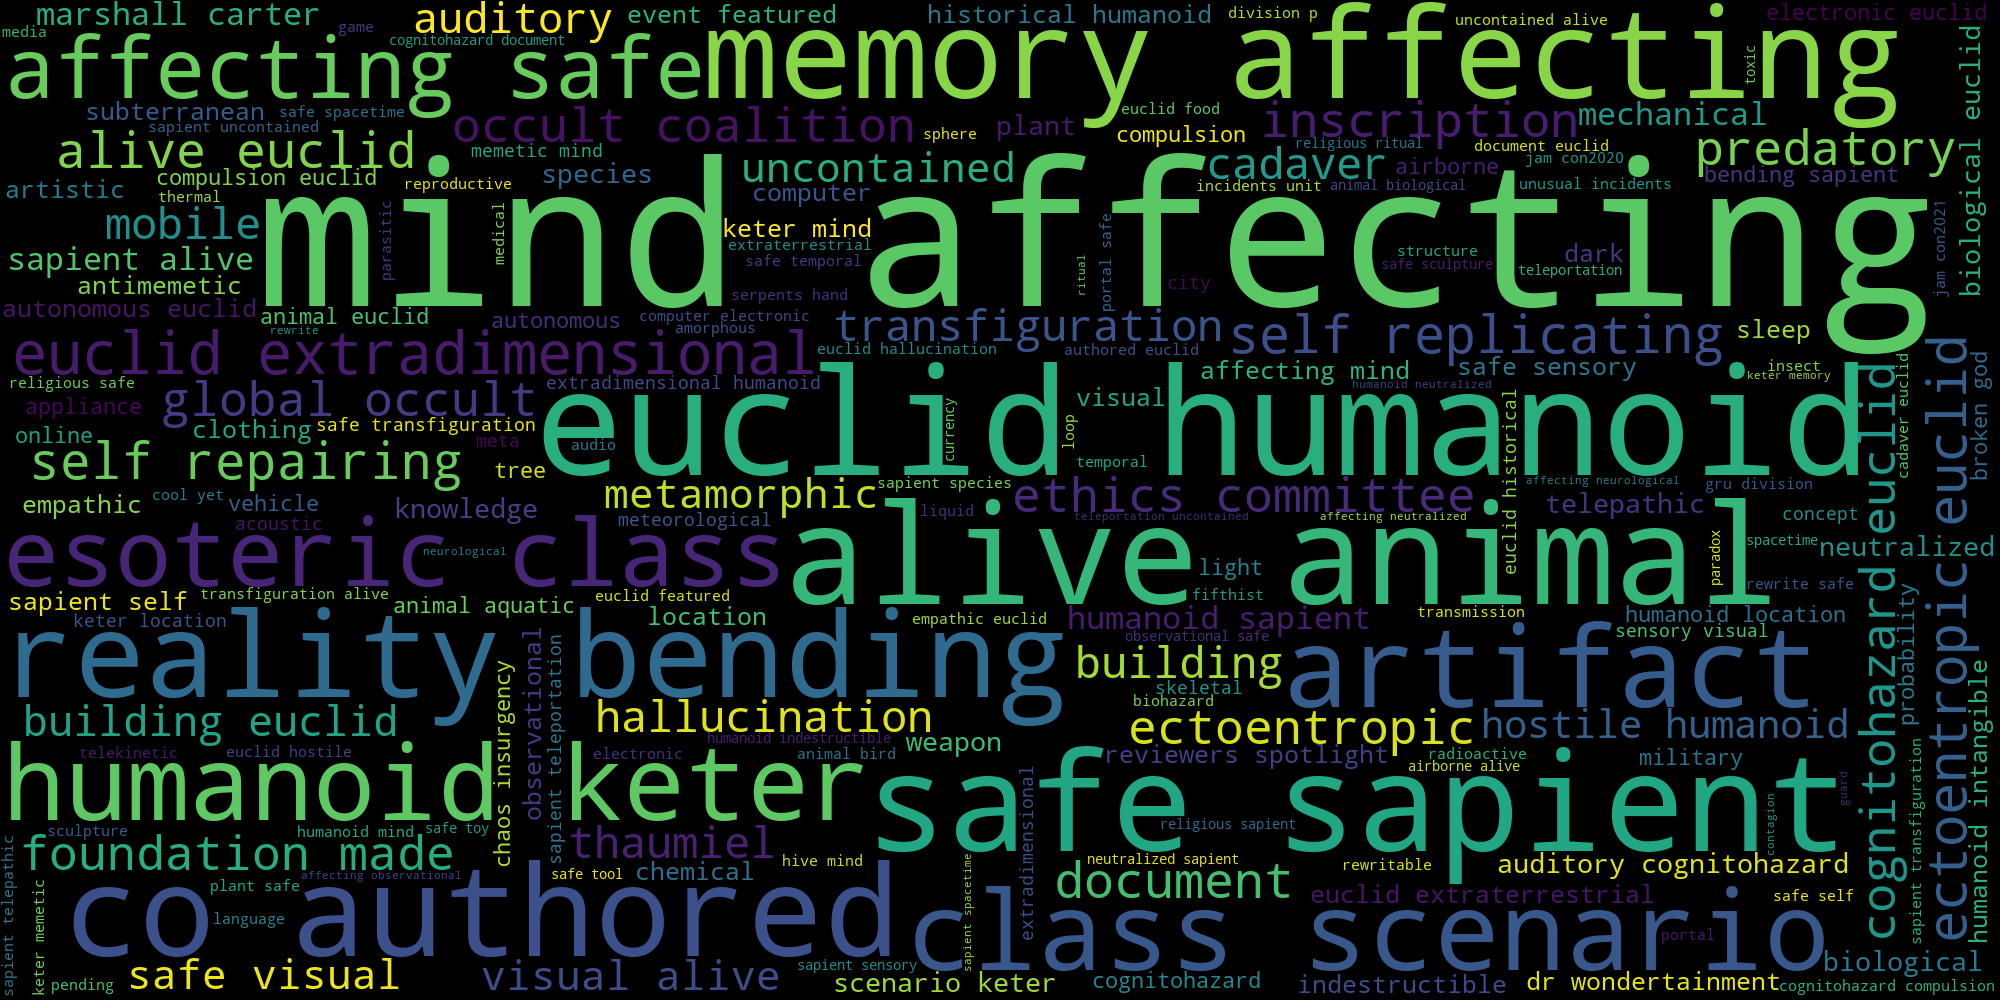 marshall carter
auditory
event featured
historical humanoid
division p
uncontained alive
electronic euclid
media
game
cognitohazard document
affecting safe
memory affecting
toxic
biological euclid
subterranean
safe spacetime
sapient uncontained
occult coalition
sphere
plant
euclid food
compulsion
inscription
mechanical
religious ritual
document euclid
alive euclid
memetic mind
uncontained
cadaver
airborne
jam con2020
predatory
artistic
compulsion euclid
thermal
reproductive
species
computer
incidents unit
animal biological
unusual incidents
bending sapient
mobile
parasitic
medical
mind affecting
keter mind
extraterrestrial
safe temporal
portal safe
structure
safe sculpture
teleportation
dark
jam con2021
sapient alive
antimemetic
serpents hand
ritual
city
autonomous euclid
animal euclid
rewrite
autonomous
computer electronic
amorphous
transfiguration
self replicating
sleep
euclid extradimensional
euclid hallucination
authored euclid
religious safe
extradimensional humanoid
affecting mind
humanoid neutralized
safe sensory
insect
keter memory
appliance
global occult
euclid humanoid
visual
currency
loop
euclid historical
cadaver euclid
broken god
online
clothing
safe transfiguration
meta
audio
self repairing
tree
temporal
empathic
cool yet
vehicle
knowledge
metamorphic
sapient species
ethics committee
affecting neurological
gru division
telepathic
concept
acoustic
meteorological
liquid
teleportation uncontained
affecting neutralized
paradox
spacetime
neutralized
esoteric class
neurological
alive animal
light
fifthist
rewrite safe
sapient self
transfiguration alive
animal aquatic
euclid featured
keter location
location
empathic euclid
humanoid sapient
transmission
humanoid location
observational safe
sensory visual
probability
cognitohazard euclid
ectoentropic euclid
reality bending
chaos insurgency
observational
sapient teleportation
building
artifact
skeletal
biohazard
building euclid
hallucination
ectoentropic
hostile humanoid
humanoid intangible
telekinetic
euclid hostile
electronic
humanoid indestructible
animal bird
weapon
reviewers spotlight
radioactive
airborne alive
military
sapient transfiguration
humanoid keter
safe sapient
guard
sculpture
humanoid mind
safe toy
extradimensional
religious sapient
contagion
foundation made
thaumiel
hive mind
neutralized sapient
rewritable
auditory cognitohazard
sapient telepathic
keter memetic
plant safe
affecting observational
safe tool
chemical
sapient spacetime
document
euclid extraterrestrial
safe self
co authored
language
class scenario
portal
pending
safe visual
visual alive
sapient sensory
scenario keter
cognitohazard
indestructible
dr wondertainment
biological
cognitohazard compulsion